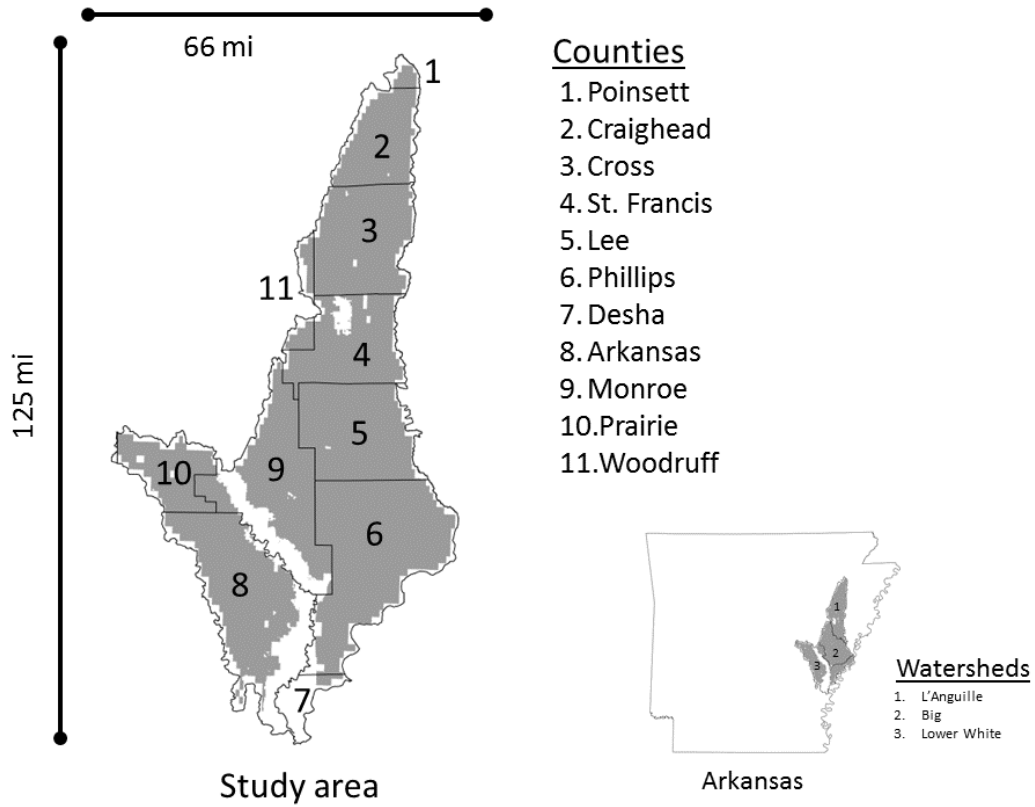 66 mi
125 mi
1
2
3
11
4
5
10
9
6
8
7
Study area
Counties
1. Poinsett
2. Craighead
3. Cross
4. St. Francis
5. Lee
6. Phillips
7. Desha
8. Arkansas
9. Monroe
10.Prairie
11.Woodruff
1
2
3
Arkansas
Watersheds
1. L'Anguille
2. Big
3. Lower White